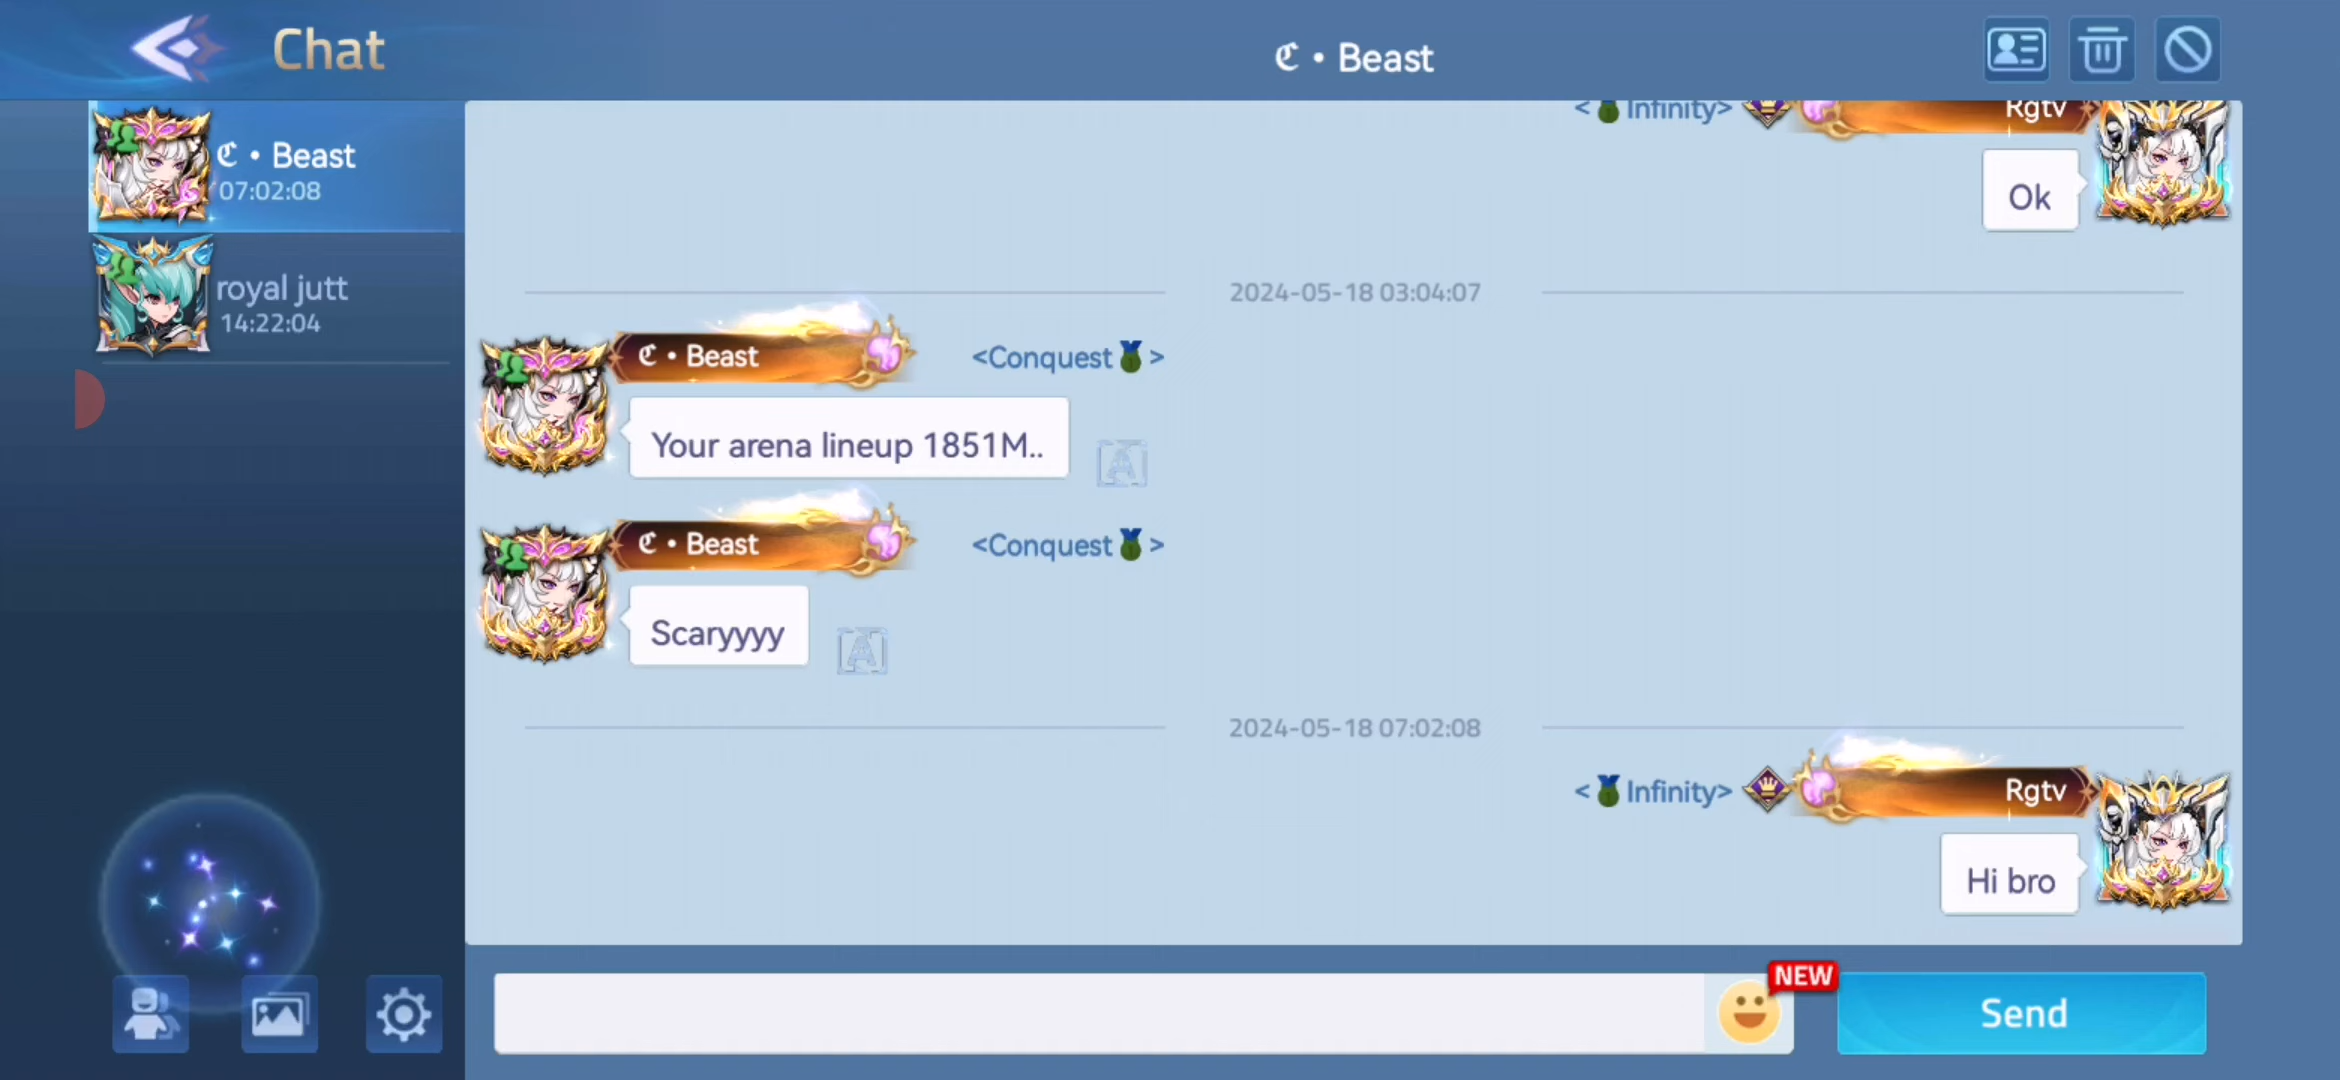 Chat
ℭ • Beast
ℭ • Beast
07:02:08
royal jutt
14:22:04
<Infinity> Rgtv
Ok
2024-05-18 03:04:07
ℭ • Beast <Conquest>
Your arena lineup 1851M..
ℭ • Beast <Conquest>
Scaryyyy
2024-05-18 07:02:08
<Infinity> Rgtv
Hi bro
NEW
Send